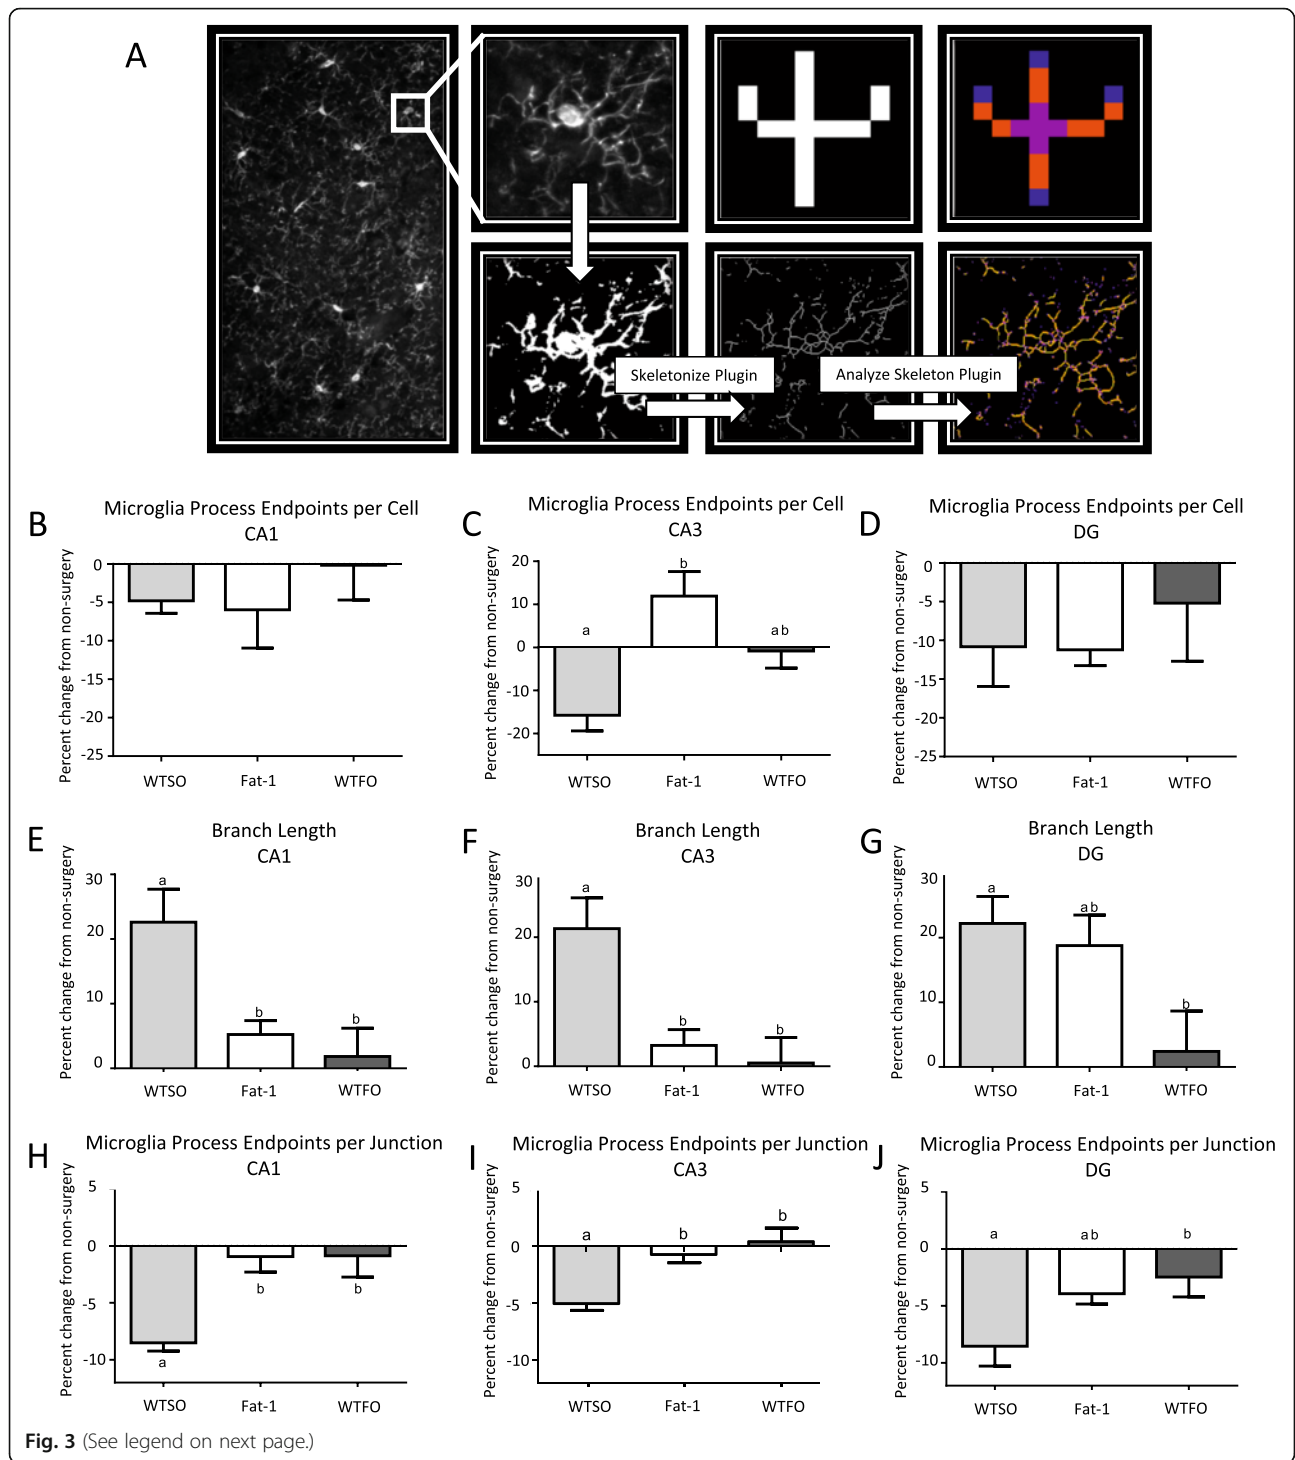 A
Skeletonize Plugin
Analyze Skeleton Plugin
B
Microglia Process Endpoints per Cell
CA1
Percent change from non-surgery
0
-5
-10
-15
-20
-25
WTSO Fat-1 WTFO
C
Microglia Process Endpoints per Cell
CA3
Percent change from non-surgery
20
10
0
-10
-20
a b ab
WTSO Fat-1 WTFO
D
Microglia Process Endpoints per Cell
DG
Percent change from non-surgery
0
-5
-10
-15
-20
-25
WTSO Fat-1 WTFO
E
Branch Length
CA1
Percent change from non-surgery
30
20
10
0
a b b
WTSO Fat-1 WTFO
F
Branch Length
CA3
Percent change from non-surgery
30
20
10
0
a b b
WTSO Fat-1 WTFO
G
Branch Length
DG
Percent change from non-surgery
30
20
10
0
a ab b
WTSO Fat-1 WTFO
H
Microglia Process Endpoints per Junction
CA1
Percent change from non-surgery
5
0
-5
-10
a b b
WTSO Fat-1 WTFO
I
Microglia Process Endpoints per Junction
CA3
Percent change from non-surgery
5
0
-5
-10
a b b
WTSO Fat-1 WTFO
J
Microglia Process Endpoints per Junction
DG
Percent change from non-surgery
5
0
-5
-10
a ab b
WTSO Fat-1 WTFO
Fig. 3 (See legend on next page.)